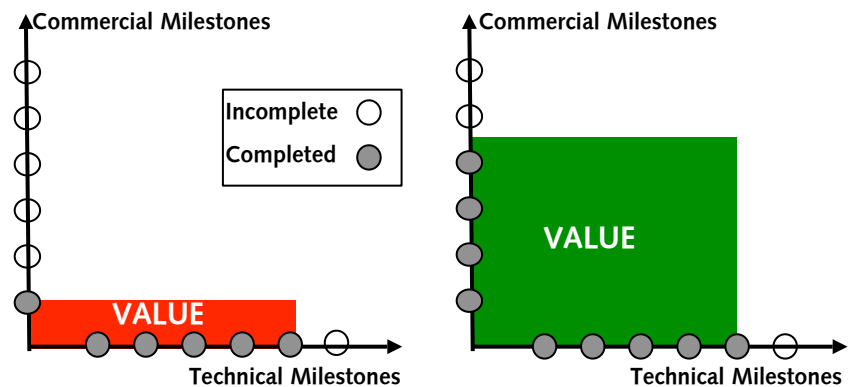 Commercial Milestones
Incomplete
Completed
VALUE
Technical Milestones
Commercial Milestones
VALUE
Technical Milestones